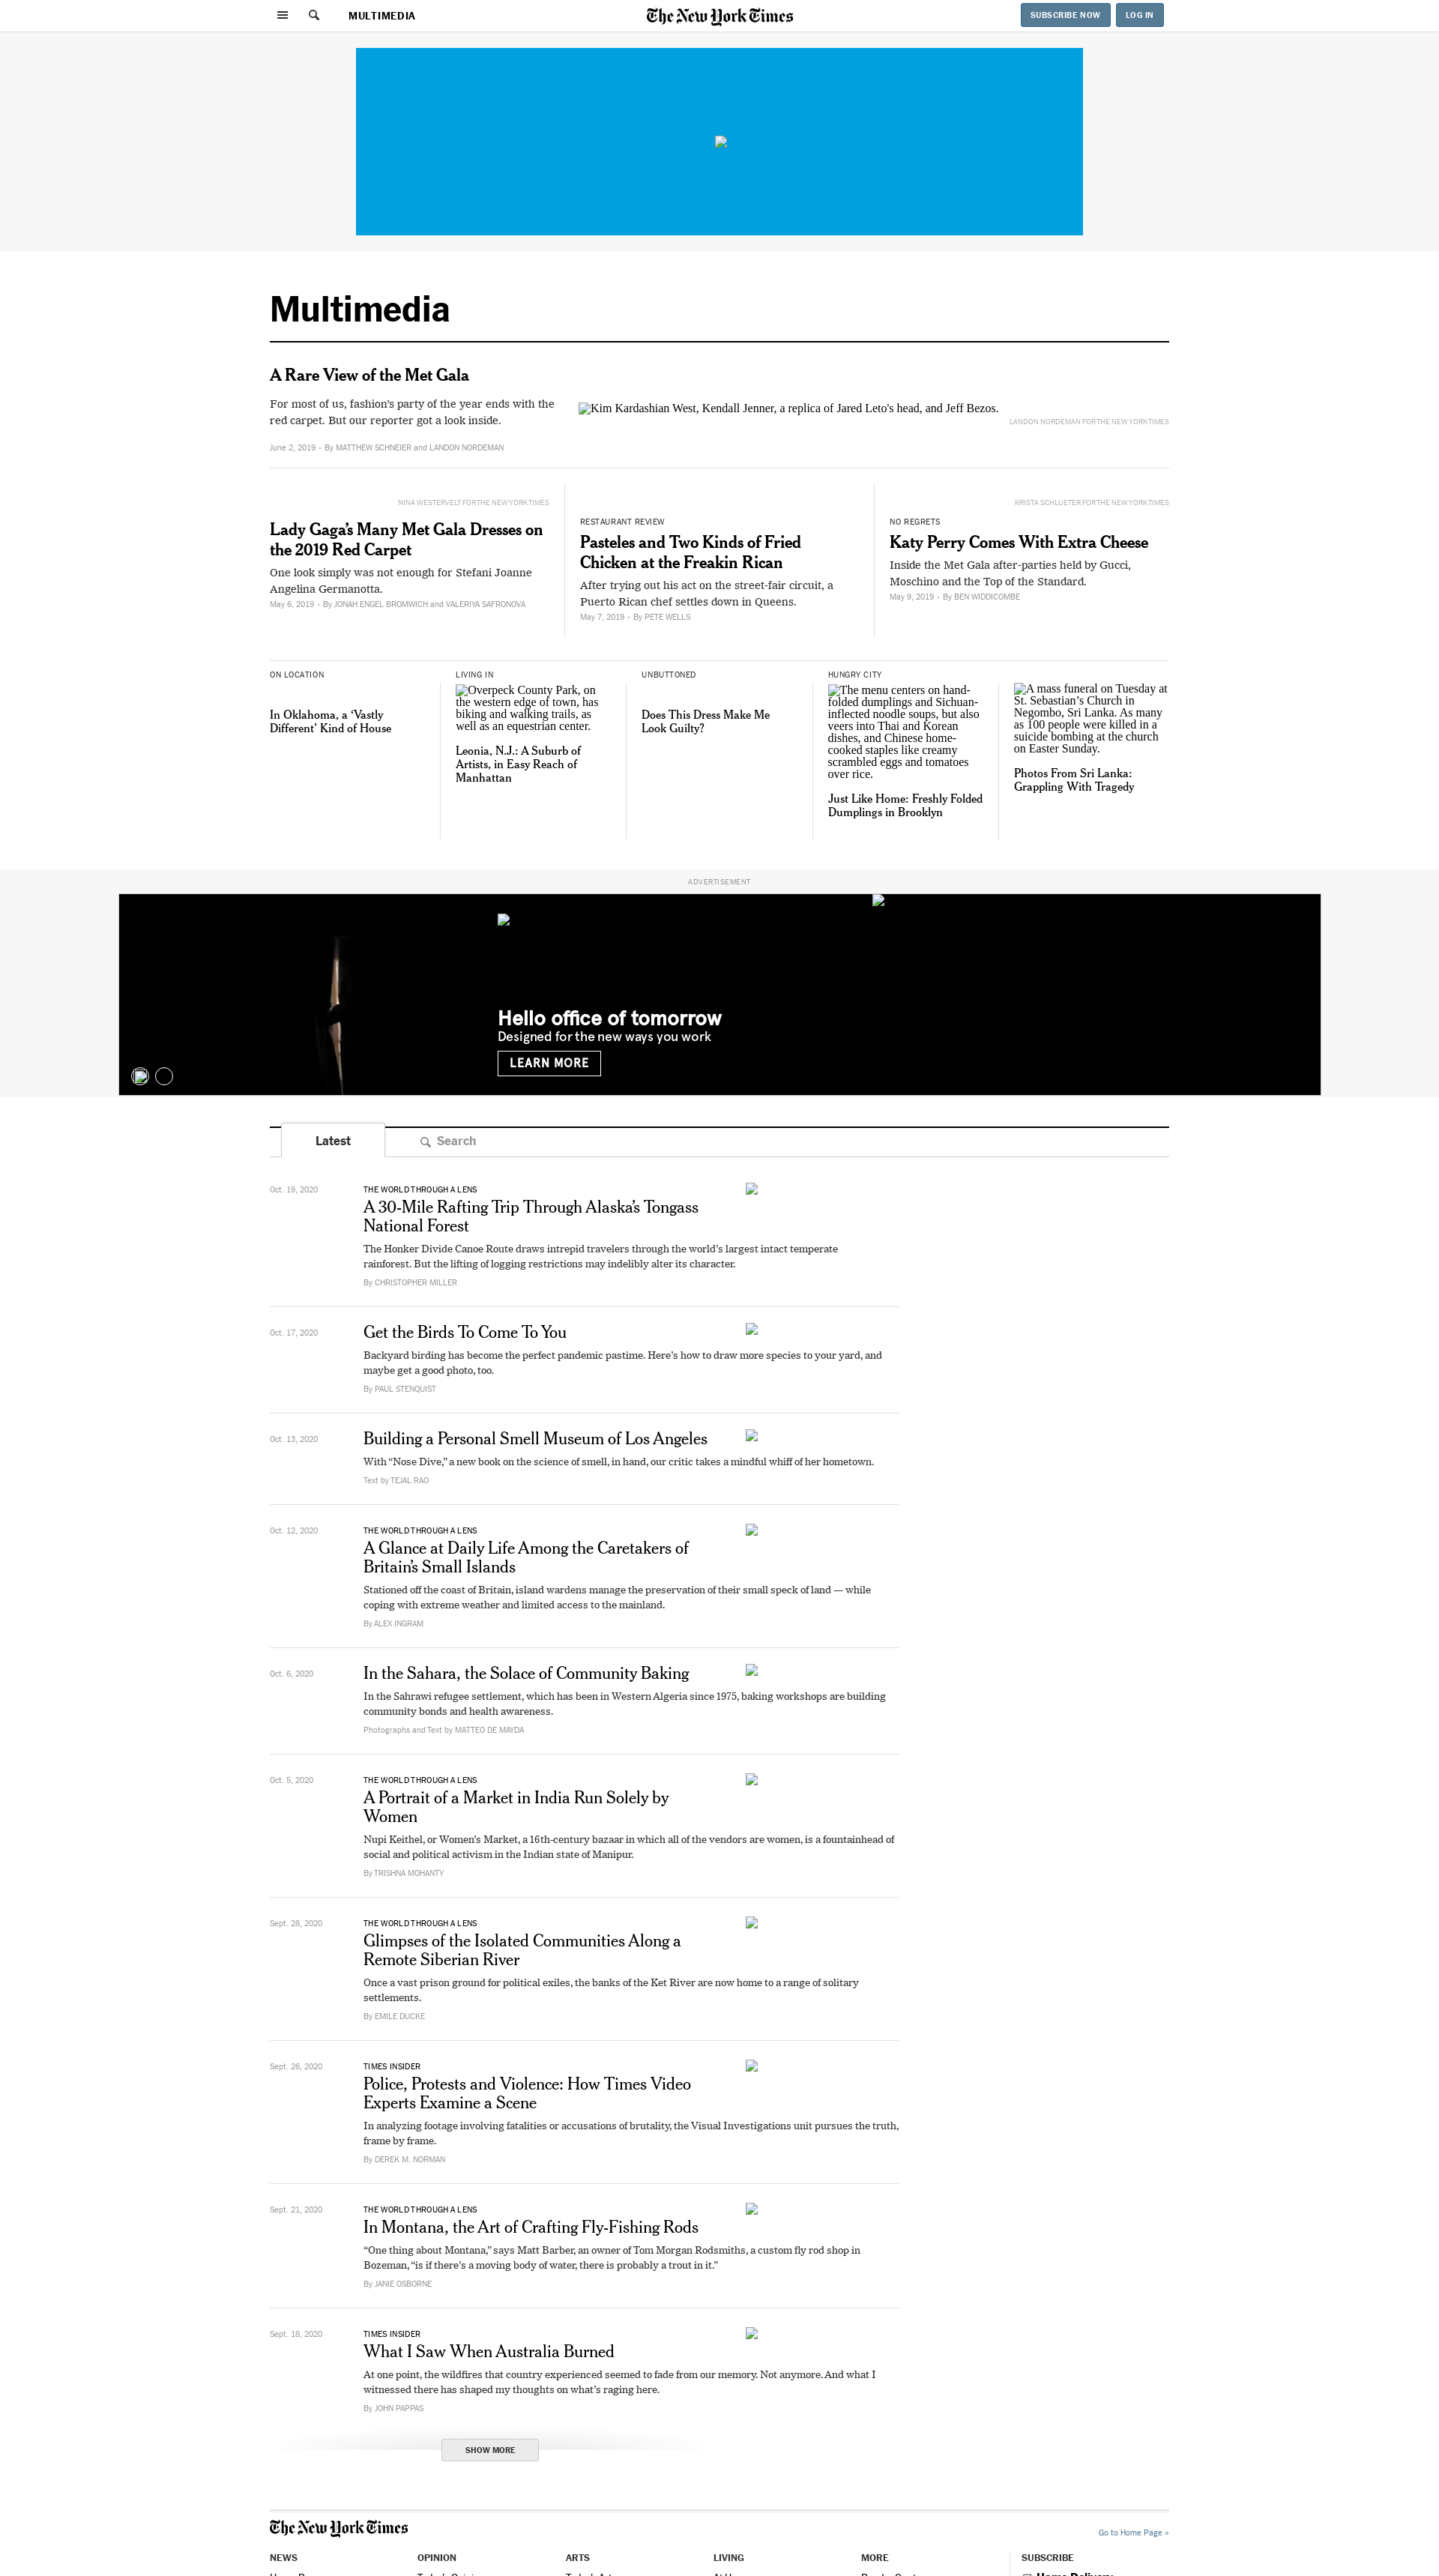 MULTIMEDIA
The New York Times
SUBSCRIBE NOW
LOG IN
Multimedia
A Rare View of the Met Gala
For most of us, fashion's party of the year ends with the
red carpet. But our reporter got a look inside.
June 2, 2019 • By MATTHEW SCHNEIER and LANDON NORDEMAN
Kim Kardashian West, Kendall Jenner, a replica of Jared Leto's head, and Jeff Bezos.
LANDON NORDEMAN FOR THE NEW YORK TIMES
NINA WESTERVELT FOR THE NEW YORK TIMES
Lady Gaga’s Many Met Gala Dresses on
the 2019 Red Carpet
One look simply was not enough for Stefani Joanne
Angelina Germanotta.
May 6, 2019 • By JONAH ENGEL BROMWICH and VALERIYA SAFRONOVA
RESTAURANT REVIEW
Pasteles and Two Kinds of Fried
Chicken at the Freakin Rican
After trying out his act on the street-fair circuit, a
Puerto Rican chef settles down in Queens.
May 7, 2019 • By PETE WELLS
KRISTA SCHLUETER FOR THE NEW YORK TIMES
NO REGRETS
Katy Perry Comes With Extra Cheese
Inside the Met Gala after-parties held by Gucci,
Moschino and the Top of the Standard.
May 9, 2019 • By BEN WIDDICOMBE
ON LOCATION
In Oklahoma, a ‘Vastly
Different’ Kind of House
LIVING IN
Overpeck County Park, on
the western edge of town, has
biking and walking trails, as
well as an equestrian center.
Leonia, N.J.: A Suburb of
Artists, in Easy Reach of
Manhattan
UNBUTTONED
Does This Dress Make Me
Look Guilty?
HUNGRY CITY
The menu centers on hand-
folded dumplings and Sichuan-
inflected noodle soups, but also
veers into Thai and Korean
dishes, and Chinese home-
cooked staples like creamy
scrambled eggs and tomatoes
over rice.
Just Like Home: Freshly Folded
Dumplings in Brooklyn
A mass funeral on Tuesday at
St. Sebastian’s Church in
Negombo, Sri Lanka. As many
as 100 people were killed in a
suicide bombing at the church
on Easter Sunday.
Photos From Sri Lanka:
Grappling With Tragedy
ADVERTISEMENT
Hello office of tomorrow
Designed for the new ways you work
LEARN MORE
Latest
Search
Oct. 19, 2020
THE WORLD THROUGH A LENS
A 30-Mile Rafting Trip Through Alaska’s Tongass
National Forest
The Honker Divide Canoe Route draws intrepid travelers through the world’s largest intact temperate
rainforest. But the lifting of logging restrictions may indelibly alter its character.
By CHRISTOPHER MILLER
Oct. 17, 2020
Get the Birds To Come To You
Backyard birding has become the perfect pandemic pastime. Here’s how to draw more species to your yard, and
maybe get a good photo, too.
By PAUL STENQUIST
Oct. 13, 2020
Building a Personal Smell Museum of Los Angeles
With “Nose Dive,” a new book on the science of smell, in hand, our critic takes a mindful whiff of her hometown.
Text by TEJAL RAO
Oct. 12, 2020
THE WORLD THROUGH A LENS
A Glance at Daily Life Among the Caretakers of
Britain’s Small Islands
Stationed off the coast of Britain, island wardens manage the preservation of their small speck of land — while
coping with extreme weather and limited access to the mainland.
By ALEX INGRAM
Oct. 6, 2020
In the Sahara, the Solace of Community Baking
In the Sahrawi refugee settlement, which has been in Western Algeria since 1975, baking workshops are building
community bonds and health awareness.
Photographs and Text by MATTEO DE MAYDA
Oct. 5, 2020
THE WORLD THROUGH A LENS
A Portrait of a Market in India Run Solely by
Women
Nupi Keithel, or Women’s Market, a 16th-century bazaar in which all of the vendors are women, is a fountainhead of
social and political activism in the Indian state of Manipur.
By TRISHNA MOHANTY
Sept. 28, 2020
THE WORLD THROUGH A LENS
Glimpses of the Isolated Communities Along a
Remote Siberian River
Once a vast prison ground for political exiles, the banks of the Ket River are now home to a range of solitary
settlements.
By EMILE DUCKE
Sept. 26, 2020
TIMES INSIDER
Police, Protests and Violence: How Times Video
Experts Examine a Scene
In analyzing footage involving fatalities or accusations of brutality, the Visual Investigations unit pursues the truth,
frame by frame.
By DEREK M. NORMAN
Sept. 21, 2020
THE WORLD THROUGH A LENS
In Montana, the Art of Crafting Fly-Fishing Rods
“One thing about Montana,” says Matt Barber, an owner of Tom Morgan Rodsmiths, a custom fly rod shop in
Bozeman, “is if there’s a moving body of water, there is probably a trout in it.”
By JANIE OSBORNE
Sept. 18, 2020
TIMES INSIDER
What I Saw When Australia Burned
At one point, the wildfires that country experienced seemed to fade from our memory. Not anymore. And what I
witnessed there has shaped my thoughts on what’s raging here.
By JOHN PAPPAS
SHOW MORE
The New York Times
Go to Home Page »
NEWS
OPINION
ARTS
LIVING
MORE
SUBSCRIBE